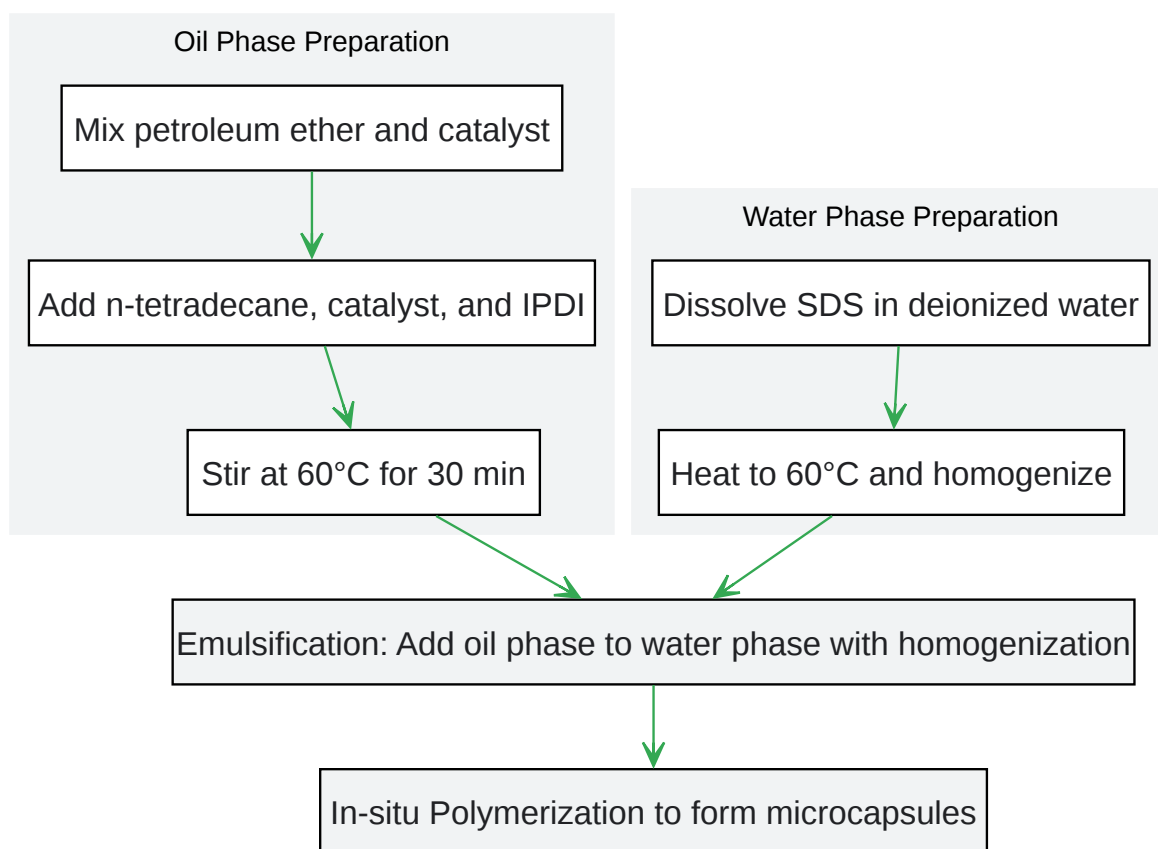 Oil Phase Preparation
Mix petroleum ether and catalyst
Add n-tetradecane, catalyst, and IPDI
Stir at 60°C for 30 min
Water Phase Preparation
Dissolve SDS in deionized water
Heat to 60°C and homogenize
Emulsification: Add oil phase to water phase with homogenization
In-situ Polymerization to form microcapsules